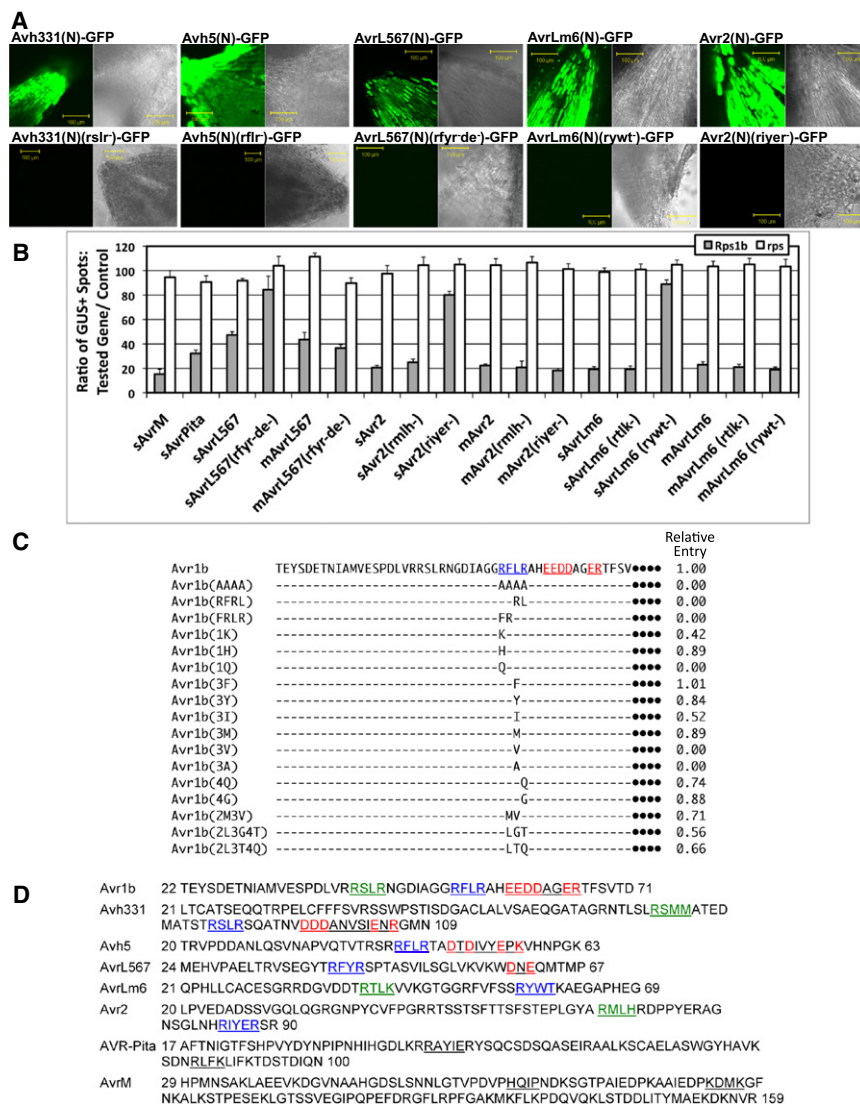 A
Avh331(N)-GFP Avh5(N)-GFP AvrL567(N)-GFP AvrLm6(N)-GFP Avr2(N)-GFP
100 µm
Avh331(N)(rslr-)-GFP Avh5(N)(rflr-)-GFP AvrL567(N)(rfyr-de-)-GFP AvrLm6(N)(rywt-)-GFP Avr2(N)(riyer-)-GFP
100 µm
B
Rps1b rps
Ratio of GUS+ Spots:
Tested Gene/ Control
120
100
80
60
40
20
0
sAvrM
sAvrPita
sAvrL567
sAvrL567(rfyr-de-)
mAvrL567
mAvrL567(rfyr-de-)
sAvr2
sAvr2(rmlh-)
sAvr2(riyer-)
mAvr2
mAvr2(rmlh-)
mAvr2(riyer-)
sAvrLm6
sAvrLm6 (rtlk-)
sAvrLm6 (rywt-)
mAvrLm6
mAvrLm6 (rtlk-)
mAvrLm6 (rywt-)
C
Relative
Entry
Avr1b TEYSDETNIAMVESPDLVRRSLRNGDIAGGRFLRAHEEDDAGERTFSV●●●● 1.00
Avr1b(AAAA) ------------------------------AAAA--------------●●●● 0.00
Avr1b(RFRL) --------------------------------RL--------------●●●● 0.00
Avr1b(FRLR) ------------------------------FR----------------●●●● 0.00
Avr1b(1K) ------------------------------K-----------------●●●● 0.42
Avr1b(1H) ------------------------------H-----------------●●●● 0.89
Avr1b(1Q) ------------------------------Q-----------------●●●● 0.00
Avr1b(3F) --------------------------------F---------------●●●● 1.01
Avr1b(3Y) --------------------------------Y---------------●●●● 0.84
Avr1b(3I) --------------------------------I---------------●●●● 0.52
Avr1b(3M) --------------------------------M---------------●●●● 0.89
Avr1b(3V) --------------------------------V---------------●●●● 0.00
Avr1b(3A) --------------------------------A---------------●●●● 0.00
Avr1b(4Q) ---------------------------------Q--------------●●●● 0.74
Avr1b(4G) ---------------------------------G--------------●●●● 0.88
Avr1b(2M3V) -------------------------------MV---------------●●●● 0.71
Avr1b(2L3G4T) -------------------------------LGT--------------●●●● 0.56
Avr1b(2L3T4Q) -------------------------------LTQ--------------●●●● 0.66
D
Avr1b 22 TEYSDETNIAMVESPDLVRRSLRNGDIAGGRFLRAHEEDDAGERTFSVTD 71
Avh331 21 LTCATSEQQTRPELCFFFSVRSSWPSTISDGACLALVSAEQGATAGRNTLSLRSMMATED
MATSTRSLRSQATNVDDDANVSIENRGMN 109
Avh5 20 TRVPDDANLQSVNAPVQTVTRSRRFLRTADTDIVYEPKVHNPGK 63
AvrL567 24 MEHVPAELTRVSEGYTRFYRSPTASVILSGLVKVKWDNEQMTMP 67
AvrLm6 21 QPHLLCACESGRRDGVDDTRTLKVVKGTGGRFVFSSRYWTKAEGAPHEG 69
Avr2 20 LPVEDADSSVGQLQGRGNPYCVFPGRRTSSTSFTTSFSTEPLGYA RMLHRDPPYERAG
NSGLNHRIYERSR 90
AVR-Pita 17 AFTNIGTFSHPVYDYNPIPNHIHGDLKRRAYIERYSQCSDSQASEIRAALKSCAELASWGYHAVK
SDNRLFKLIFKTDSTDIQN 100
AvrM 29 HPMNSAKLAEEVKDGVNAAHGDSLSNNLGTVPDVPHQIPNDKSGTPAIEDPKAAIEDPKDMKGF
NKALKSTPESEKLGTSSVEGIPQPEFDRGFLRPFGAKMKFLKPDQVQKLSTDDLITYMAEKDKNVR 159